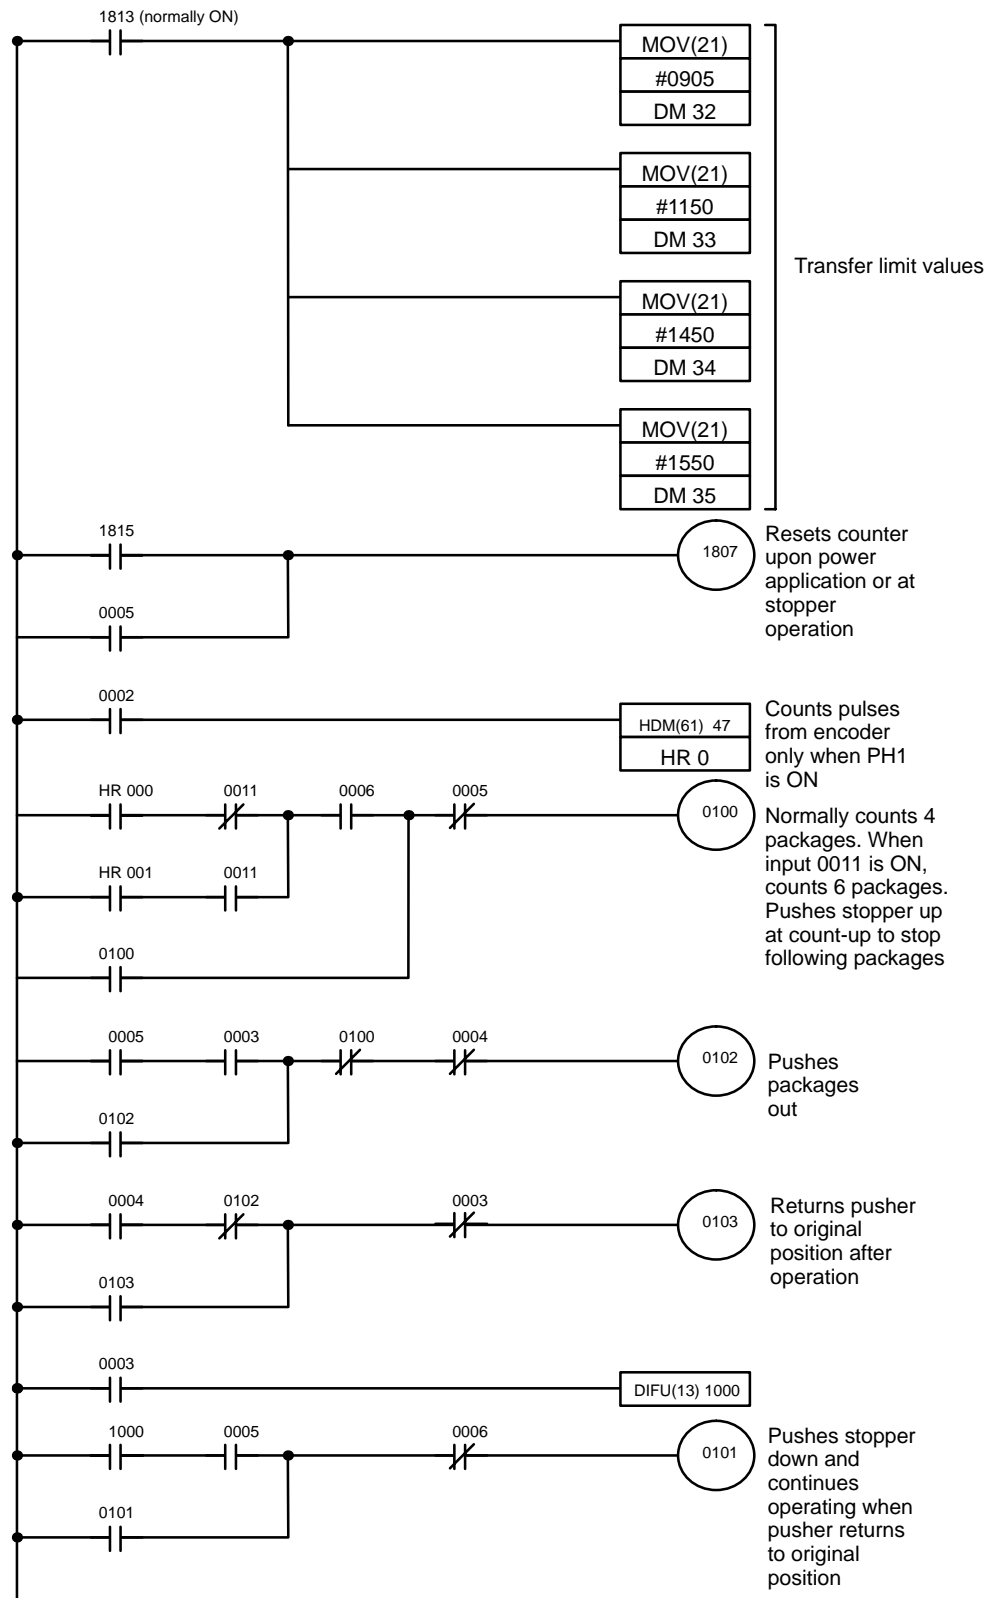 1813 (normally ON)
MOV(21)
#0905
DM 32
MOV(21)
#1150
DM 33
Transfer limit values
MOV(21)
#1450
DM 34
MOV(21)
#1550
DM 35
1815
1807
Resets counter
upon power
application or at
stopper
operation
0005
0002
HDM(61) 47
HR 0
Counts pulses
from encoder
only when PH1
is ON
HR 000
0011
0006
0005
0100
Normally counts 4
packages. When
input 0011 is ON,
counts 6 packages.
Pushes stopper up
at count-up to stop
following packages
HR 001
0011
0100
0005
0003
0100
0004
0102
Pushes
packages
out
0102
0004
0102
0003
0103
Returns pusher
to original
position after
operation
0103
0003
DIFU(13) 1000
1000
0005
0006
0101
Pushes stopper
down and
continues
operating when
pusher returns
to original
position
0101